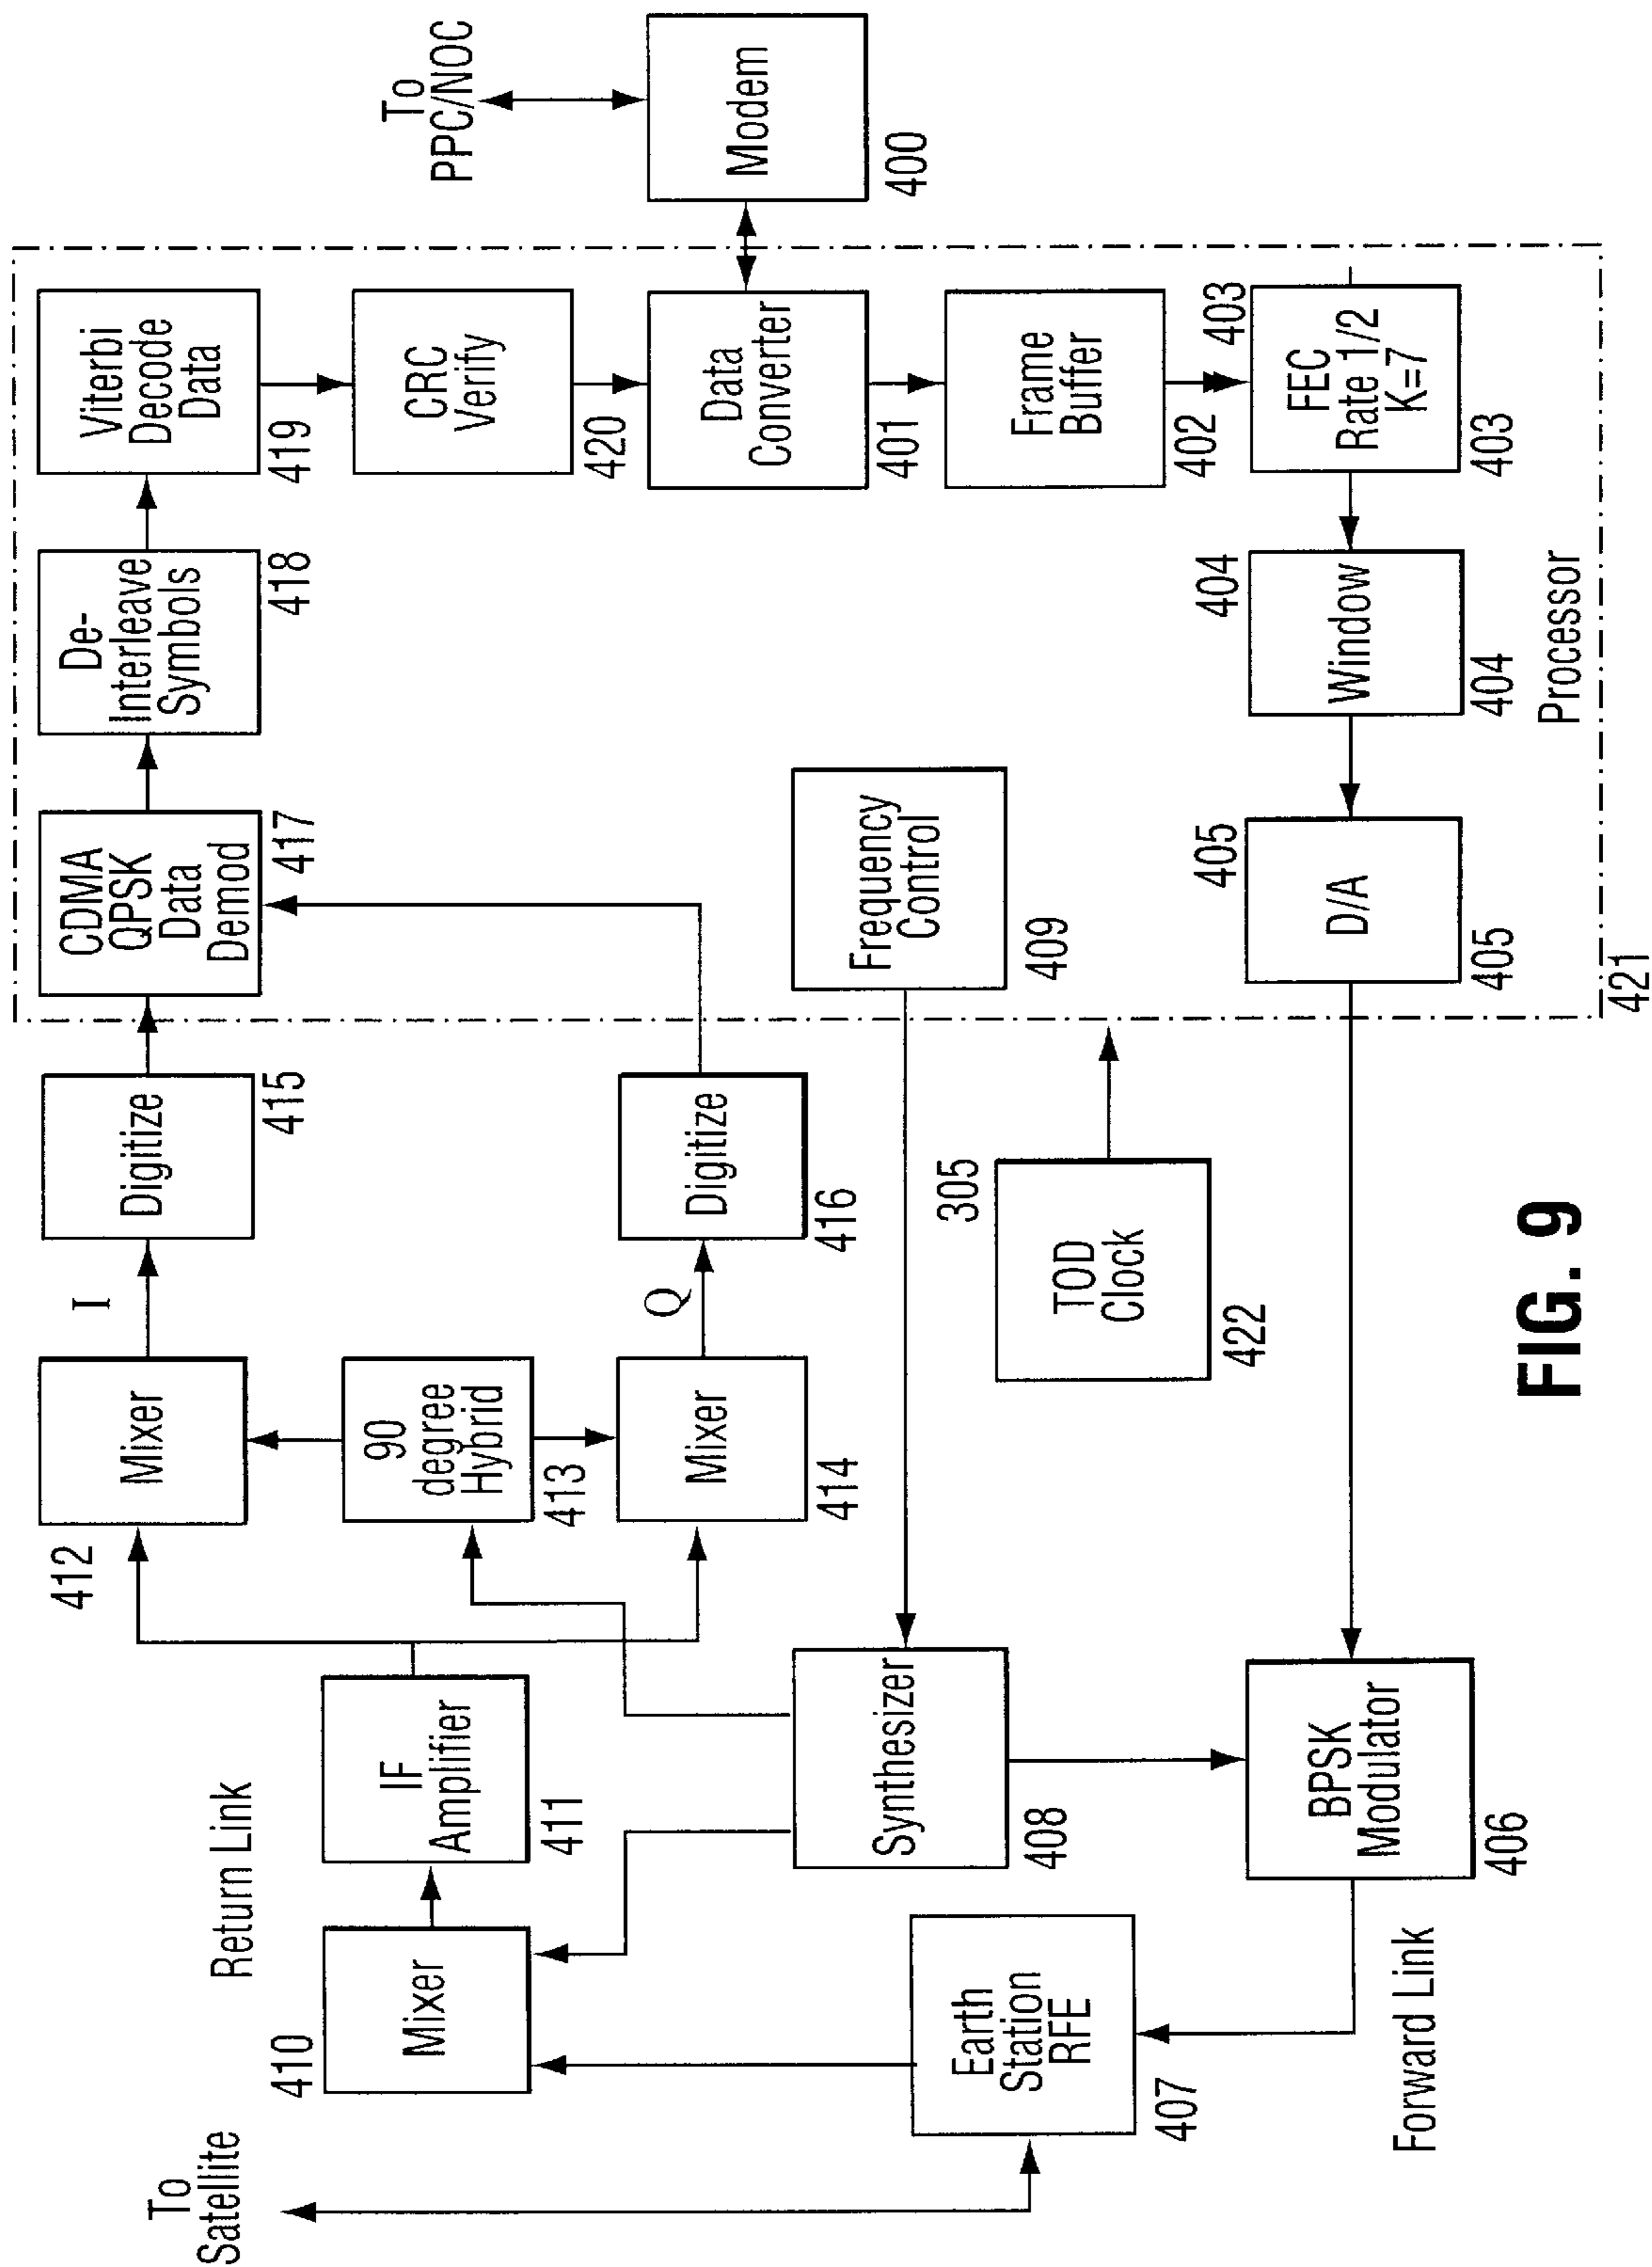 To
Satellite
410
Mixer
Return Link
IF
Amplifier
411
412
Mixer
I
Digitize
415
CDMA
QPSK
Data
Demod
417
De-
Interleave
Symbols
418
Viterbi
Decode
Data
419
90
degree
Hybrid
413
CRC
Verify
420
To
PPC/NOC
Mixer
414
Q
Digitize
416
Data
Converter
401
Modem
400
Synthesizer
408
Frequency
Control
409
Earth
Station
RFE
407
305
TOD
Clock
422
Frame
Buffer
402
BPSK
Modulator
406
405
D/A
405
404
Window
404
403
FEC
Rate 1/2
K=7
403
Forward Link
Processor
421
FIG. 9